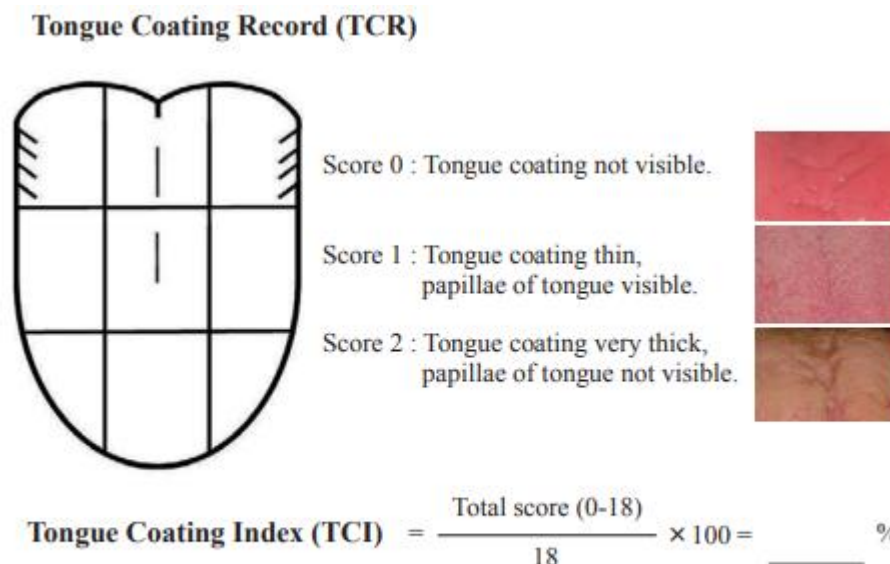 Tongue Coating Record (TCR)
Score 0 : Tongue coating not visible.
Score 1 : Tongue coating thin,
papillae of tongue visible.
Score 2 : Tongue coating very thick,
papillae of tongue not visible.
Tongue Coating Index (TCI) = Total score (0-18) / 18 × 100 = ______ %